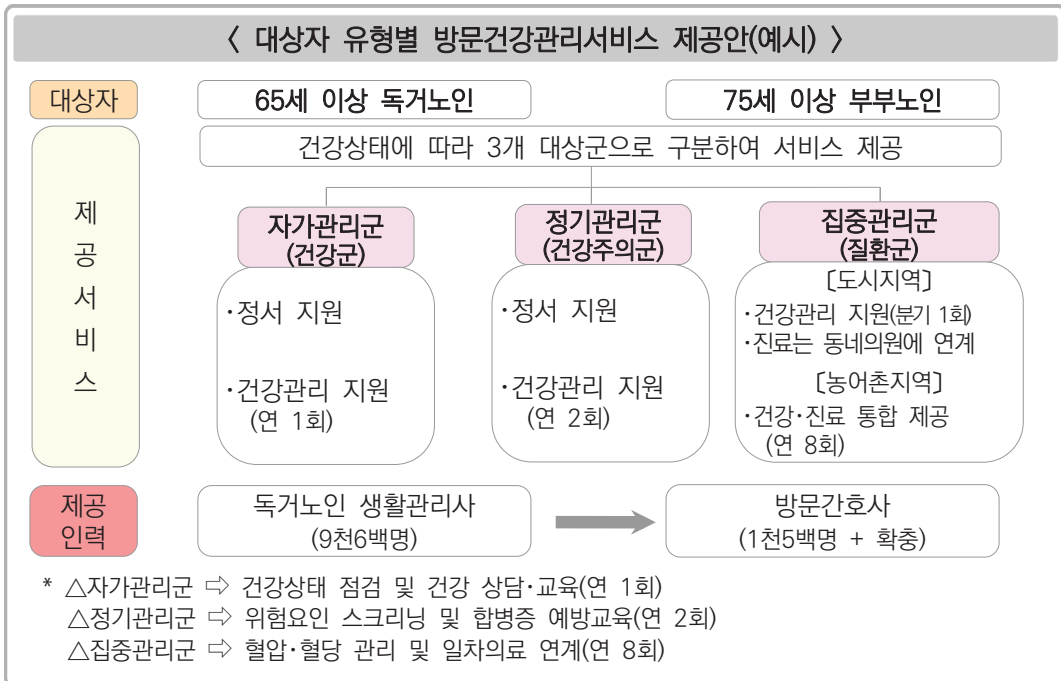 〈 대상자 유형별 방문건강관리서비스 제공안(예시) 〉
대상자
65세 이상 독거노인
75세 이상 부부노인
제공서비스
건강상태에 따라 3개 대상군으로 구분하여 서비스 제공
자가관리군
(건강군)
·정서 지원
·건강관리 지원
(연 1회)
정기관리군
(건강주의군)
·정서 지원
·건강관리 지원
(연 2회)
집중관리군
(질환군)
〔도시지역〕
·건강관리 지원(분기 1회)
·진료는 동네의원에 연계
〔농어촌지역〕
·건강·진료 통합 제공
(연 8회)
제공
인력
독거노인 생활관리사
(9천6백명)
방문간호사
(1천5백명 + 확충)
* △자가관리군 ⇨ 건강상태 점검 및 건강 상담·교육(연 1회)
△정기관리군 ⇨ 위험요인 스크리닝 및 합병증 예방교육(연 2회)
△집중관리군 ⇨ 혈압·혈당 관리 및 일차의료 연계(연 8회)